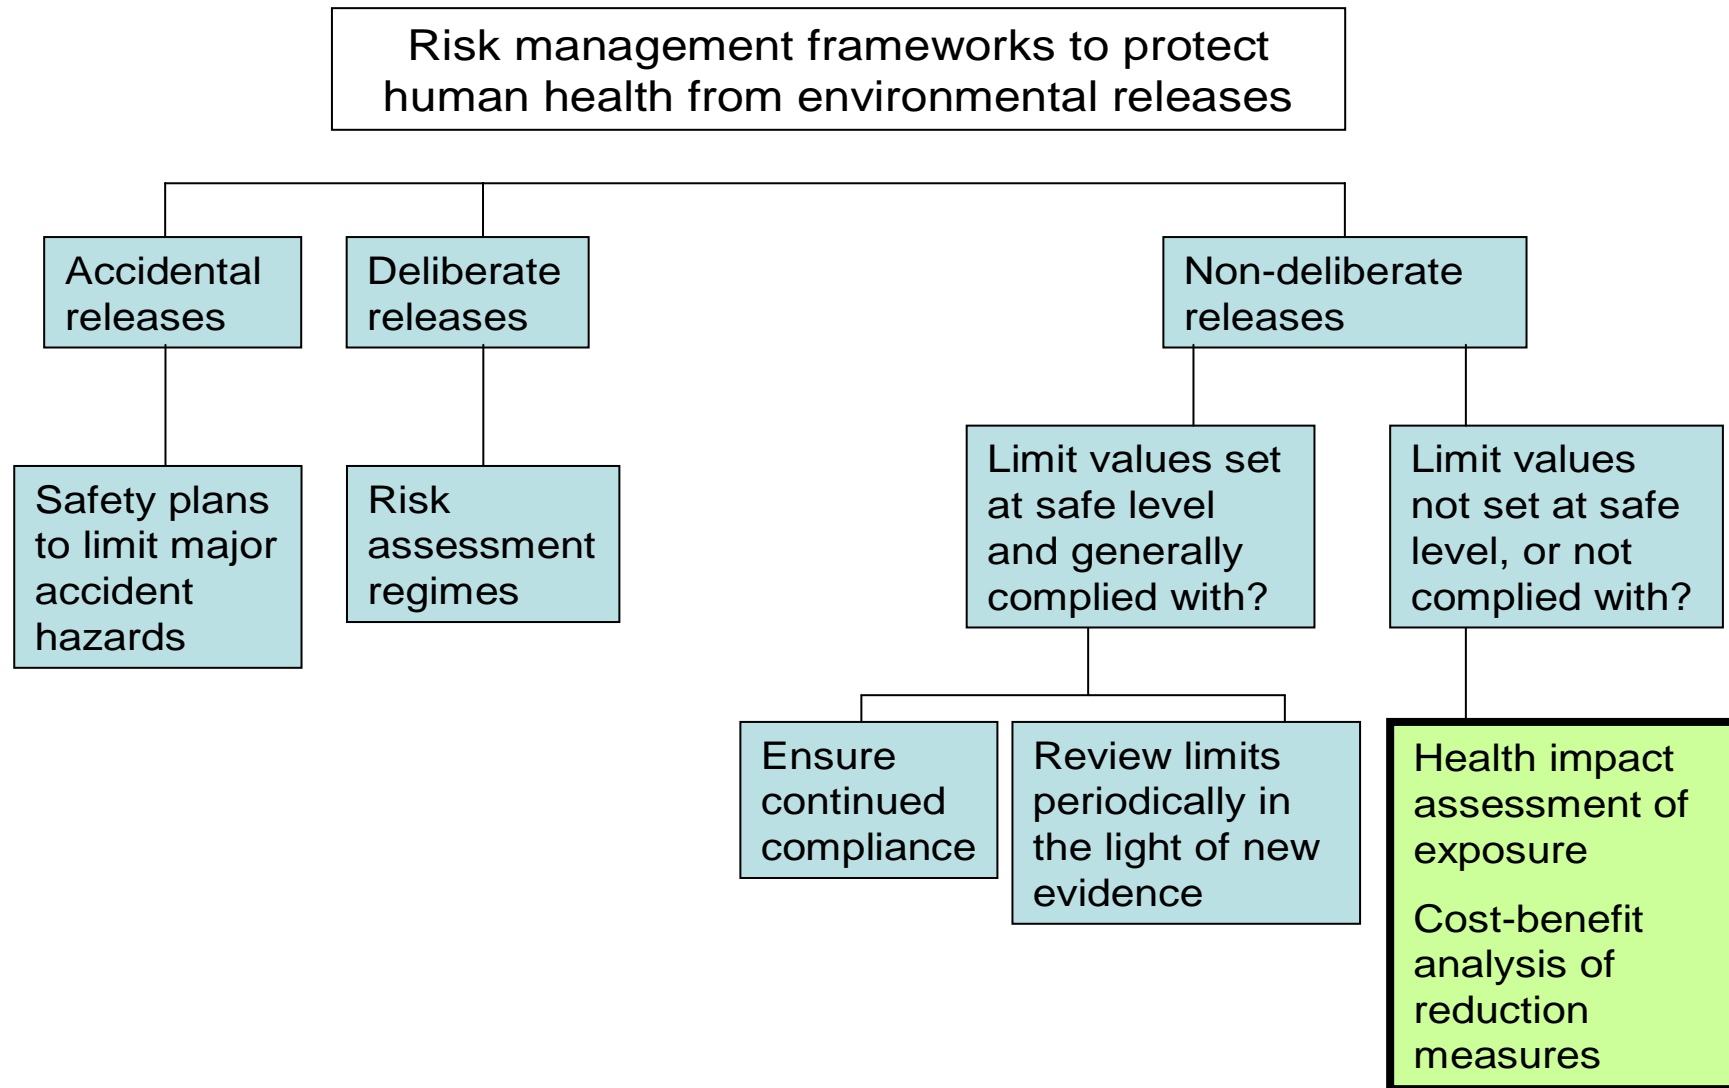 Risk management frameworks to protect
human health from environmental releases
Accidental
releases
Deliberate
releases
Non-deliberate
releases
Safety plans
to limit major
accident
hazards
Risk
assessment
regimes
Limit values set
at safe level
and generally
complied with?
Limit values
not set at safe
level, or not
complied with?
Ensure
continued
compliance
Review limits
periodically in
the light of new
evidence
Health impact
assessment of
exposure
Cost-benefit
analysis of
reduction
measures